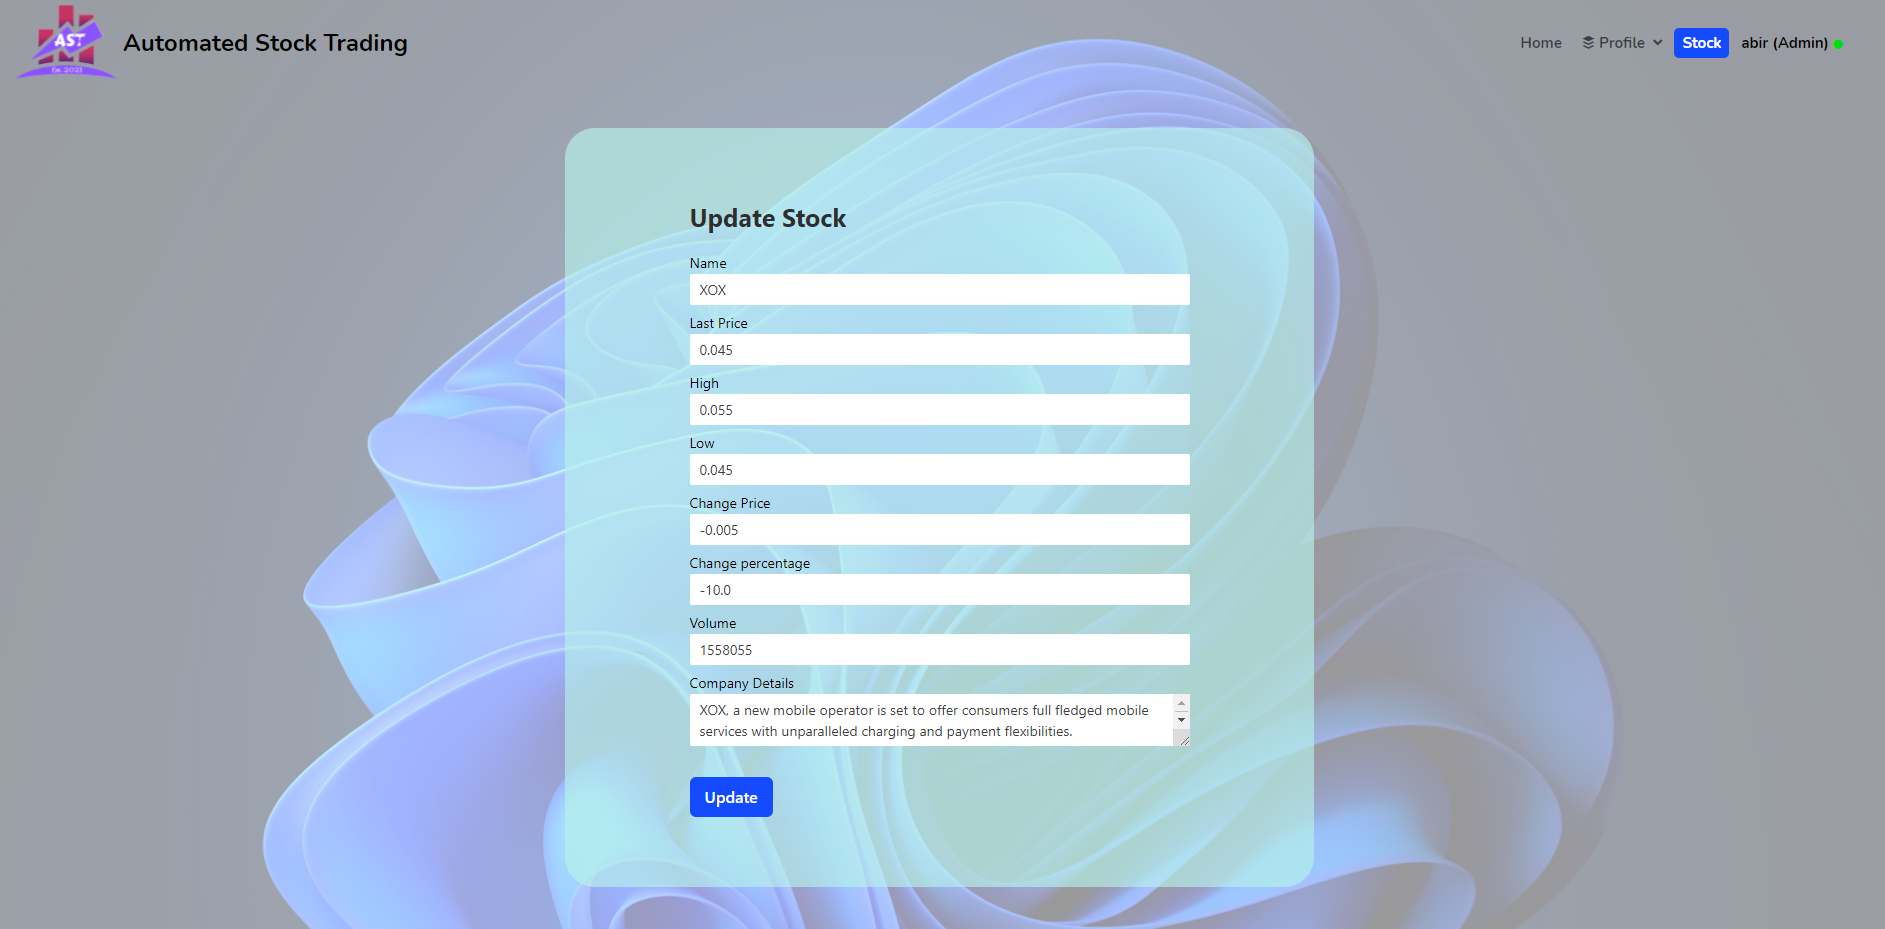 AST
Est. 2021
Automated Stock Trading
Home
Profile
Stock
abir (Admin)
Update Stock
Name
XOX
Last Price
0.045
High
0.055
Low
0.045
Change Price
-0.005
Change percentage
-10.0
Volume
1558055
Company Details
XOX, a new mobile operator is set to offer consumers full fledged mobile
services with unparalleled charging and payment flexibilities.
Update